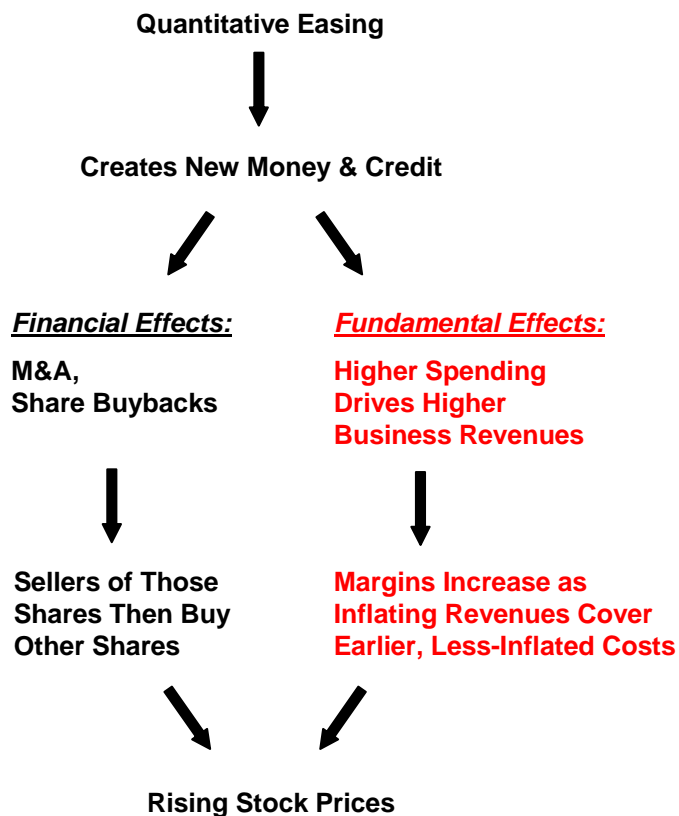 Quantitative Easing
Creates New Money & Credit
Financial Effects:
M&A,
Share Buybacks
Fundamental Effects:
Higher Spending
Drives Higher
Business Revenues
Sellers of Those
Shares Then Buy
Other Shares
Margins Increase as
Inflating Revenues Cover
Earlier, Less-Inflated Costs
Rising Stock Prices